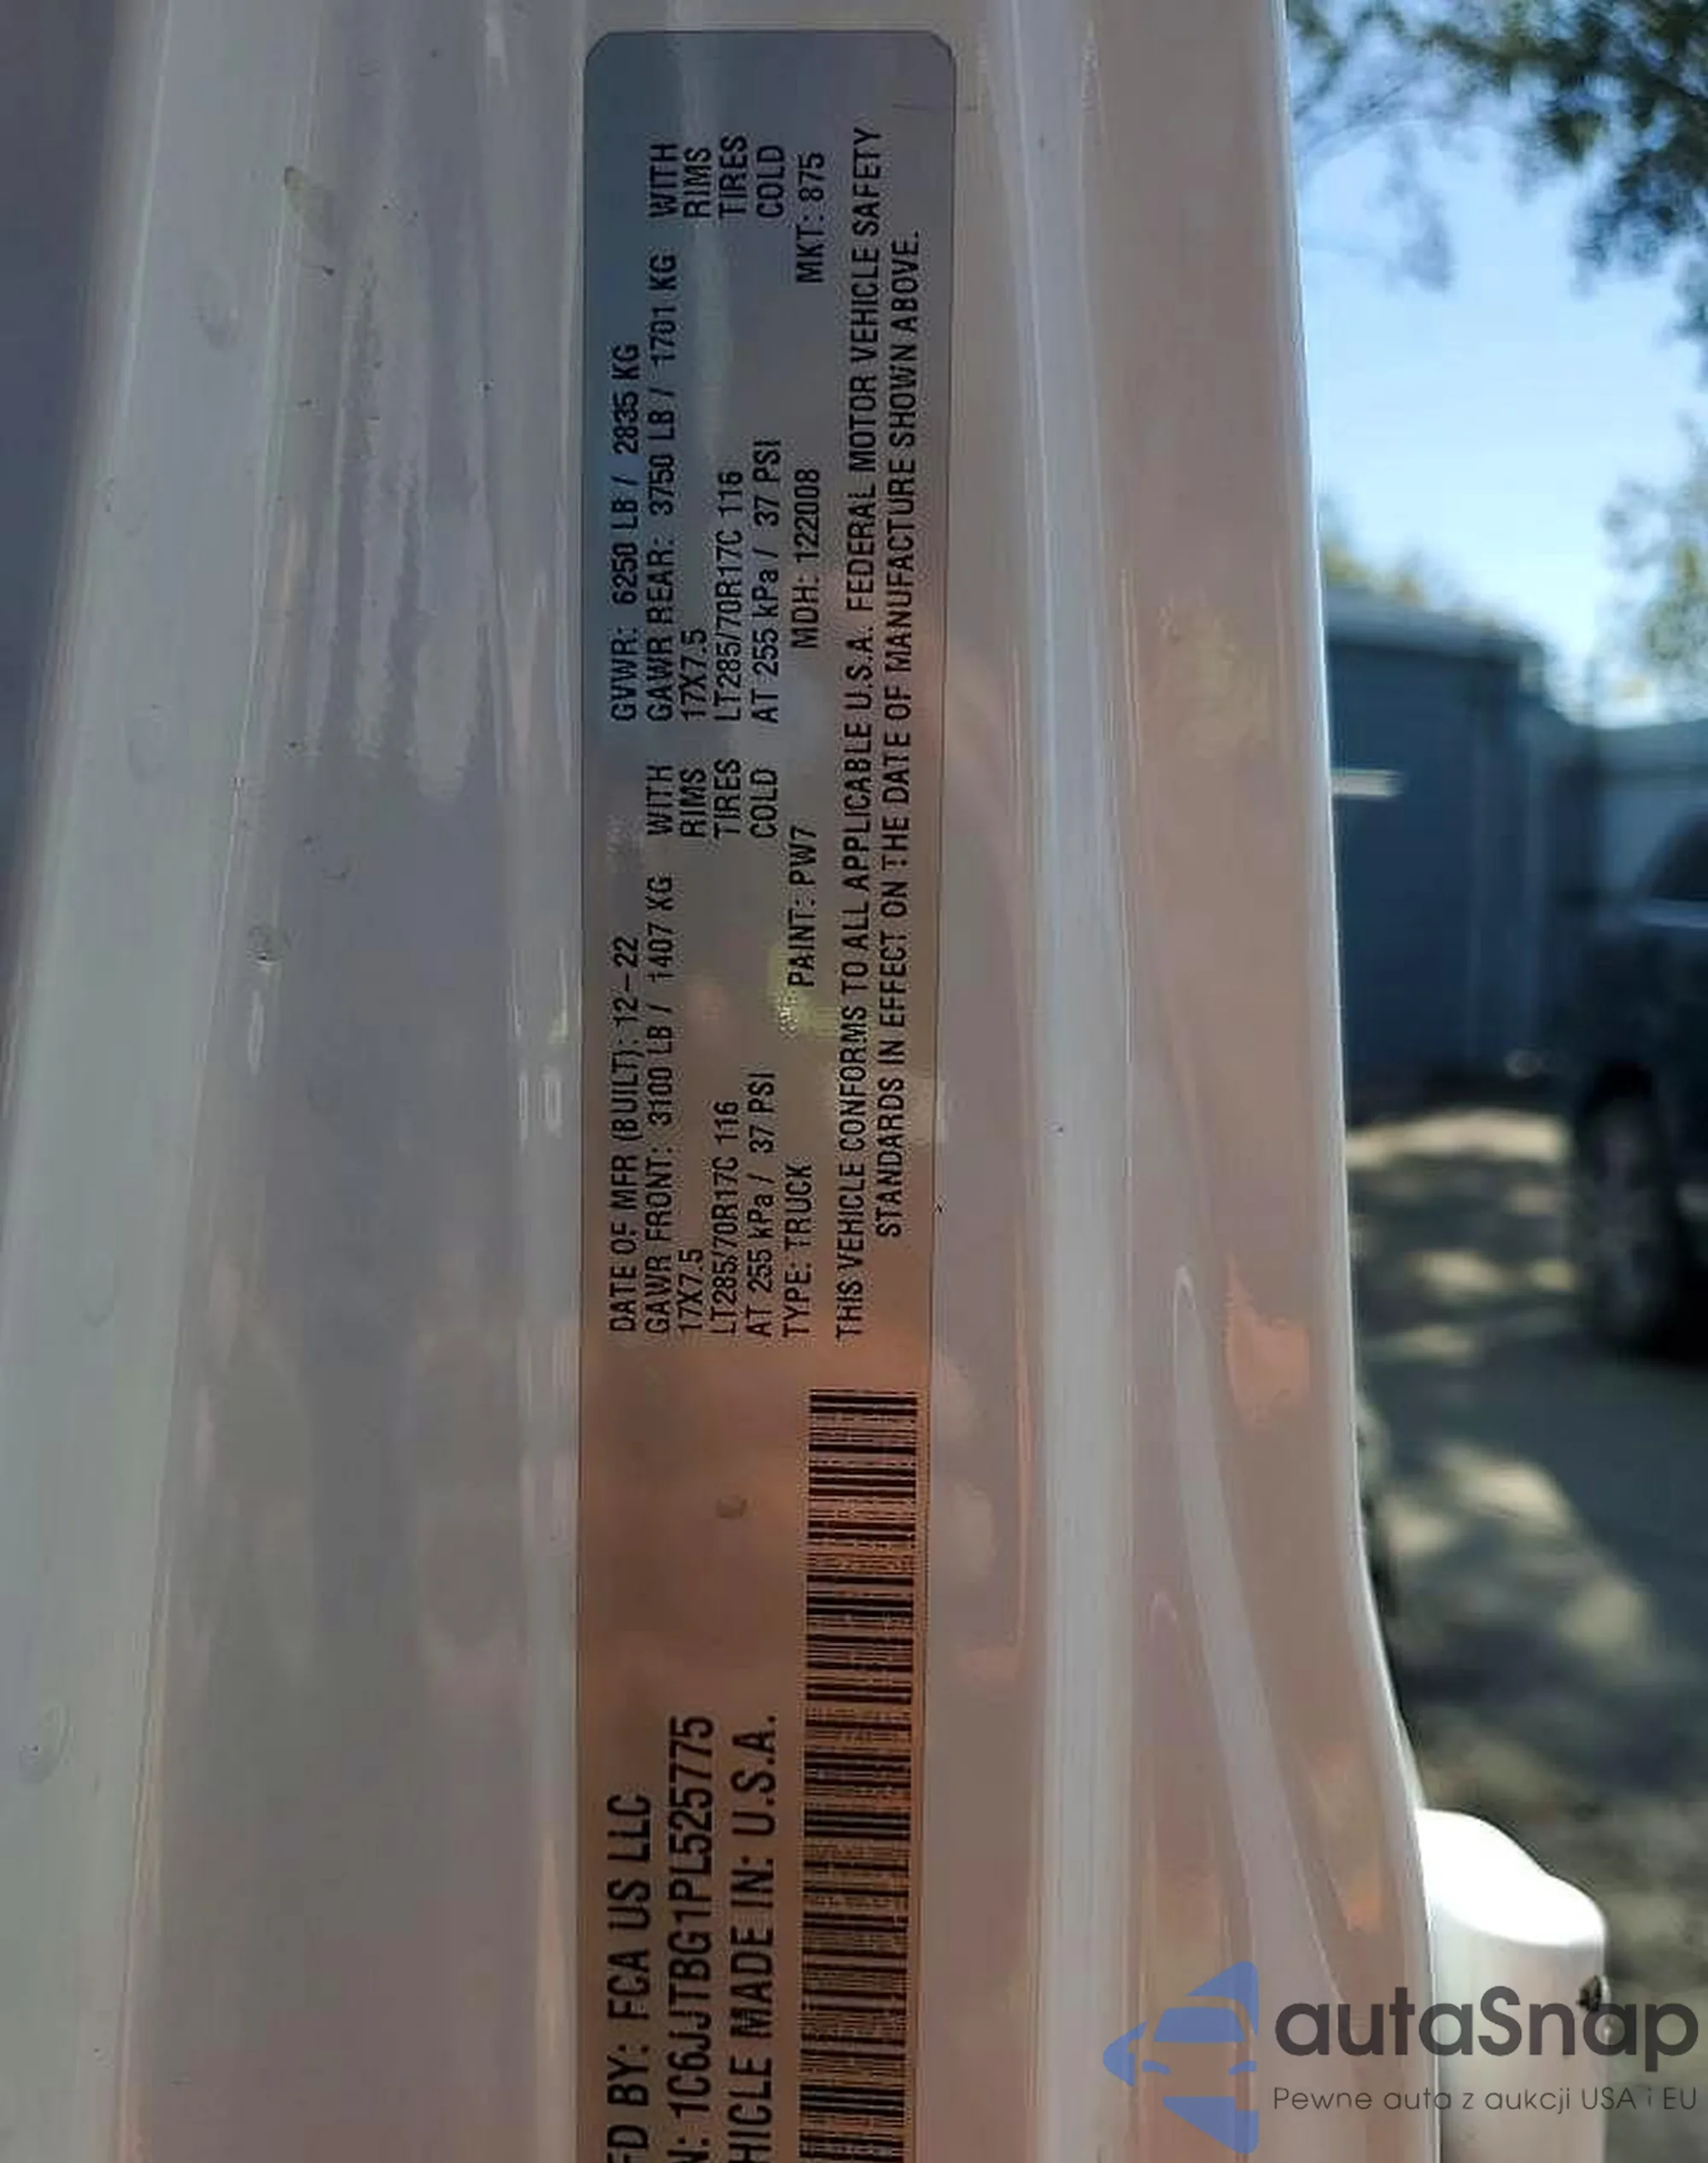 FD BY: FCA US LLC
N: 1C6JJTBG1PL525775
HICLE MADE IN: U.S.A.
DATE OF MFR (BUILT): 12-22 GVWR: 6250 LB / 2835 KG
GAWR FRONT: 3100 LB / 1407 KG WITH GAWR REAR: 3750 LB / 1701 KG WITH
17X7.5 RIMS 17X7.5 RIMS
LT285/70R17C 116 TIRES LT285/70R17C 116 TIRES
AT 255 kPa / 37 PSI COLD AT 255 kPa / 37 PSI COLD
TYPE: TRUCK PAINT: PW7 MDH: 122008 MKT: 875
THIS VEHICLE CONFORMS TO ALL APPLICABLE U.S.A. FEDERAL MOTOR VEHICLE SAFETY
STANDARDS IN EFFECT ON THE DATE OF MANUFACTURE SHOWN ABOVE.
autaSnap
Pewne auta z aukcji USA i EU